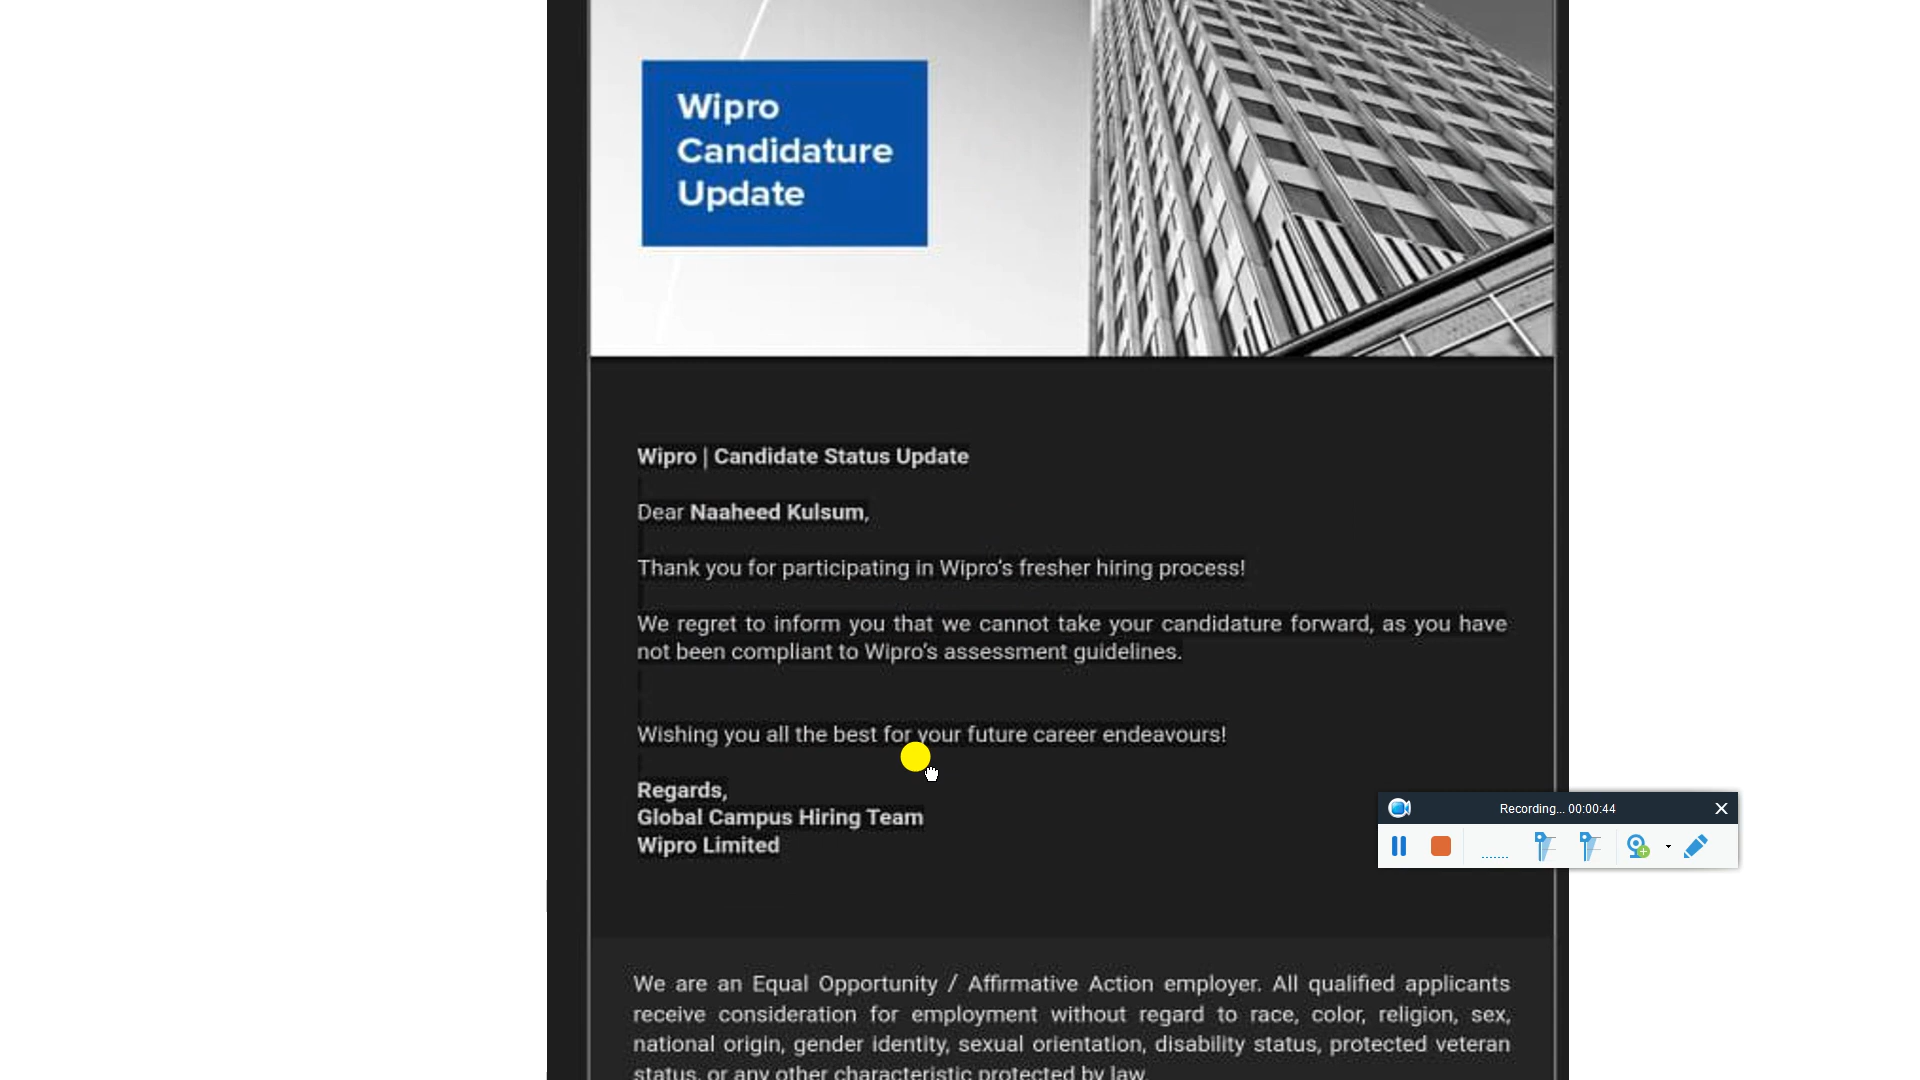 Wipro
Candidature
Update
Wipro | Candidate Status Update
Dear Naaheed Kulsum,
Thank you for participating in Wipro's fresher hiring process!
We regret to inform you that we cannot take your candidature forward, as you have
not been compliant to Wipro's assessment guidelines.
Wishing you all the best for your future career endeavours!
Regards,
Global Campus Hiring Team
Wipro Limited
Recording... 00:00:44
We are an Equal Opportunity / Affirmative Action employer. All qualified applicants
receive consideration for employment without regard to race, color, religion, sex,
national origin, gender identity, sexual orientation, disability status, protected veteran
status, or any other characteristic protected by law.